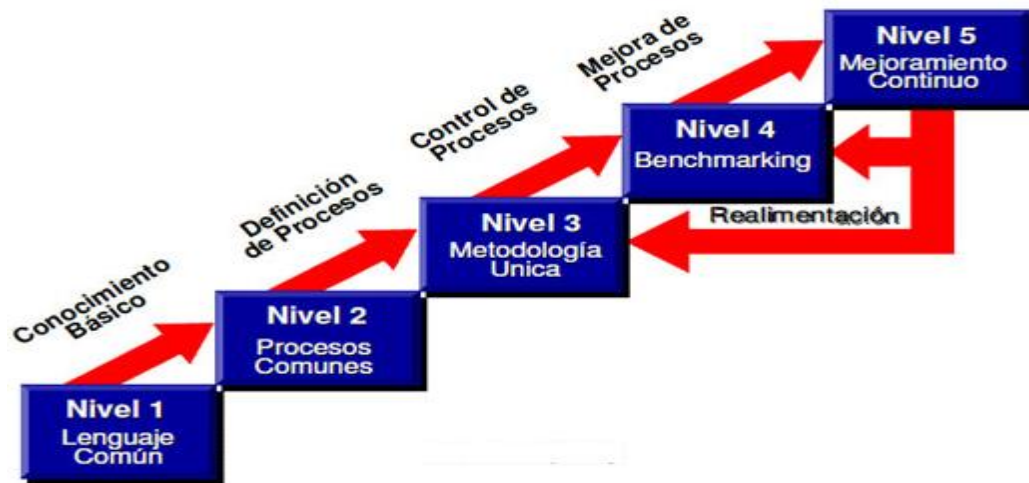 Nivel 5
Mejoramiento
Continuo
Mejora de
Procesos
Nivel 4
Benchmarking
Control de
Procesos
Realimentación
Nivel 3
Metodología
Unica
Definición
de Procesos
Nivel 2
Procesos
Comunes
Conocimiento
Básico
Nivel 1
Lenguaje
Común